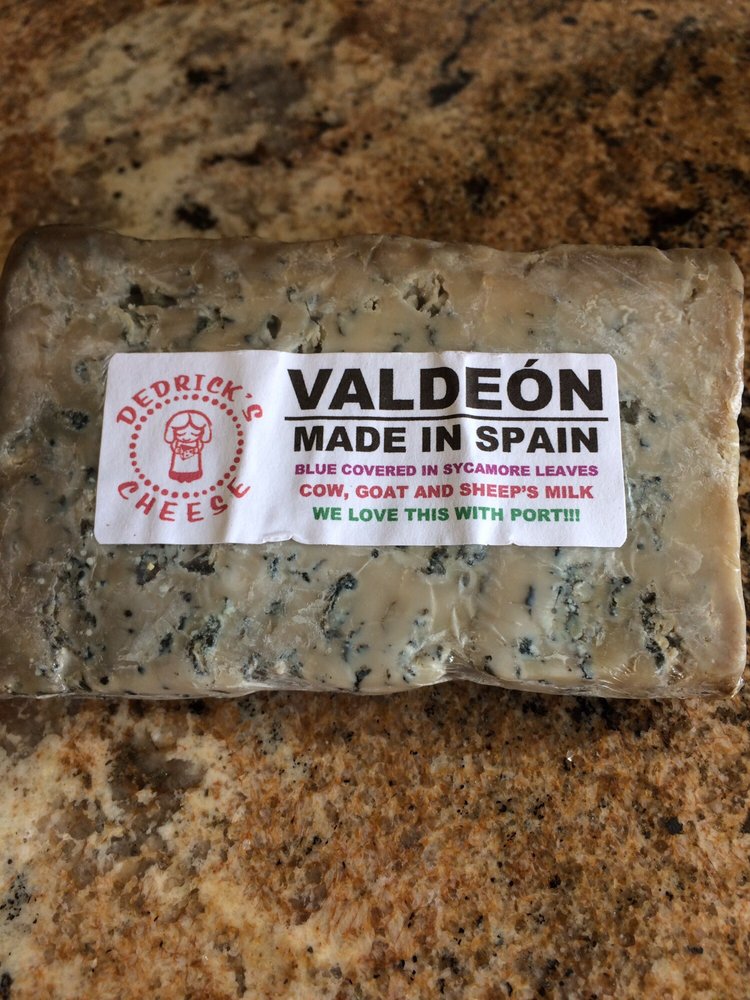 DEDRICK'S
CHEESE
VALDEÓN
MADE IN SPAIN
BLUE COVERED IN SYCAMORE LEAVES
COW, GOAT AND SHEEP'S MILK
WE LOVE THIS WITH PORT!!!